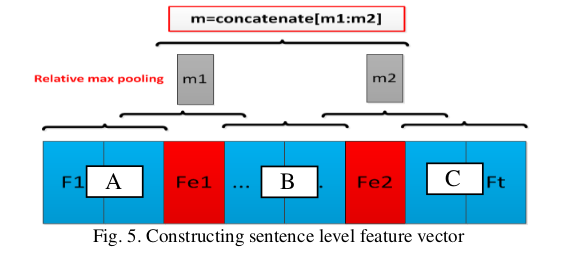 m=concatenate[m1:m2]
Relative max pooling
m1
m2
F1 A Fe1 ... B . Fe2 C Ft
Fig. 5. Constructing sentence level feature vector